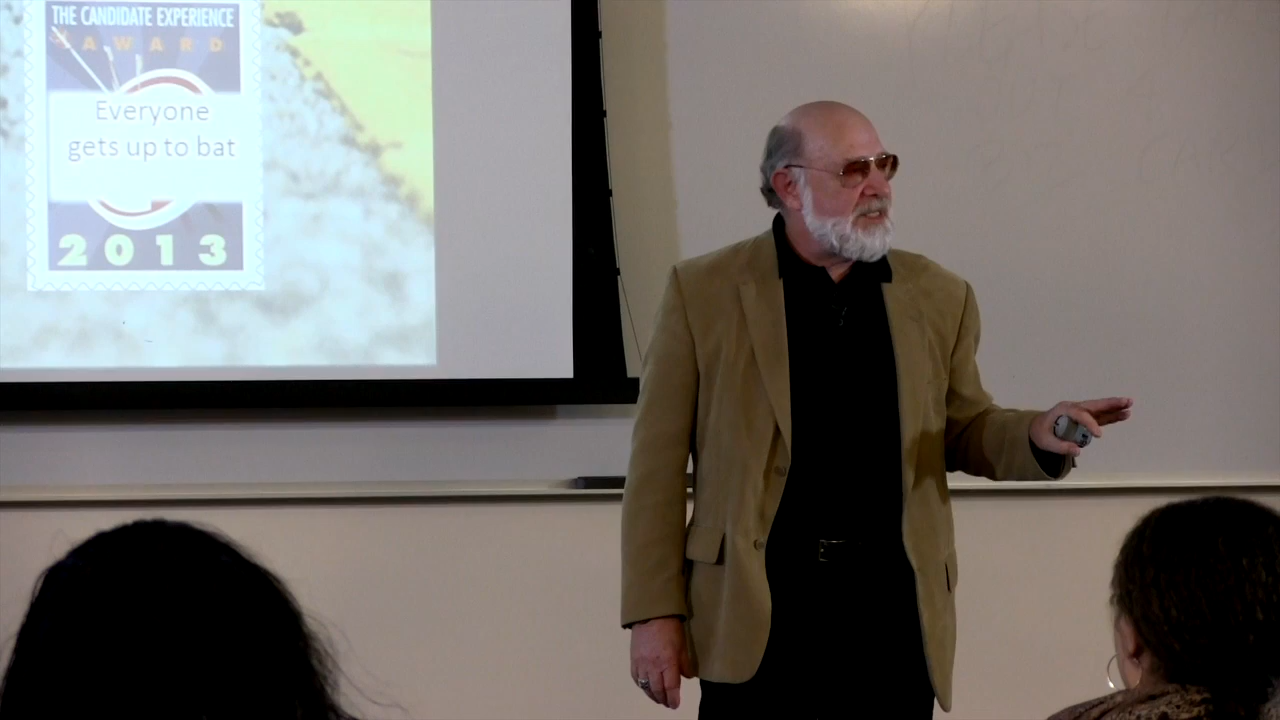 THE CANDIDATE EXPERIENCE
AWARD
Everyone
gets up to bat
2013